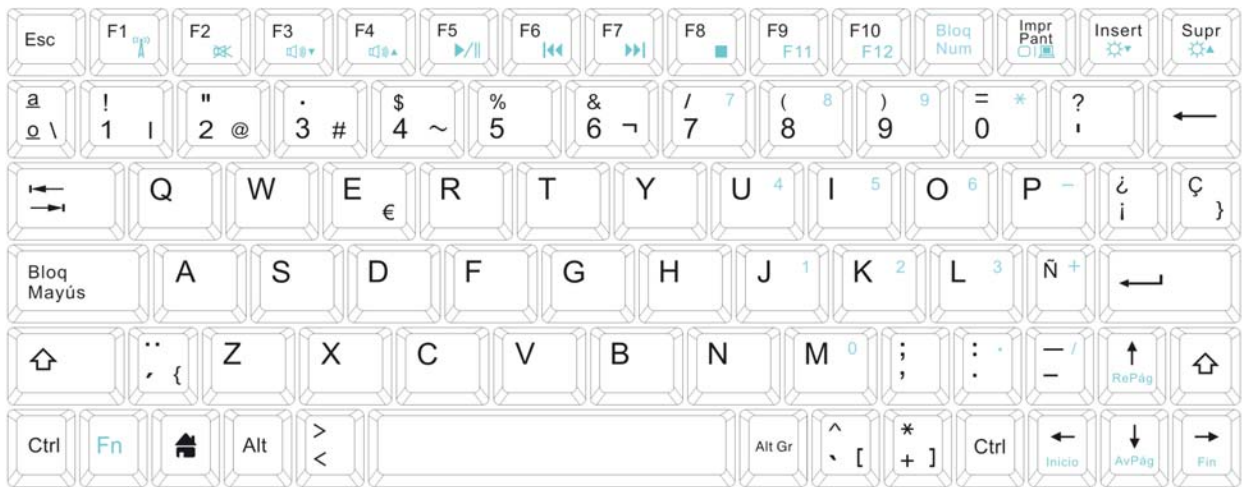 Esc F1 F2 F3 F4 F5 F6 F7 F8 F9 F11 F10 F12 Bloq Num Impr Pant Insert Supr
a o \ ! 1 | " 2 @ · 3 # $ 4 ~ % 5 & 6 ¬ / 7 7 ( 8 8 ) 9 9 = * 0 ? ' ←
Q W E € R T Y U 4 I 5 O 6 P – ¿ ¡ Ç }
Bloq Mayús A S D F G H J 1 K 2 L 3 Ñ +
¨ ´ { Z X C V B N M 0 ; , : · . — / – ↑ RePág
Ctrl Fn Alt > < Alt Gr ^ ` [ * + ] Ctrl ← Inicio ↓ AvPág → Fin